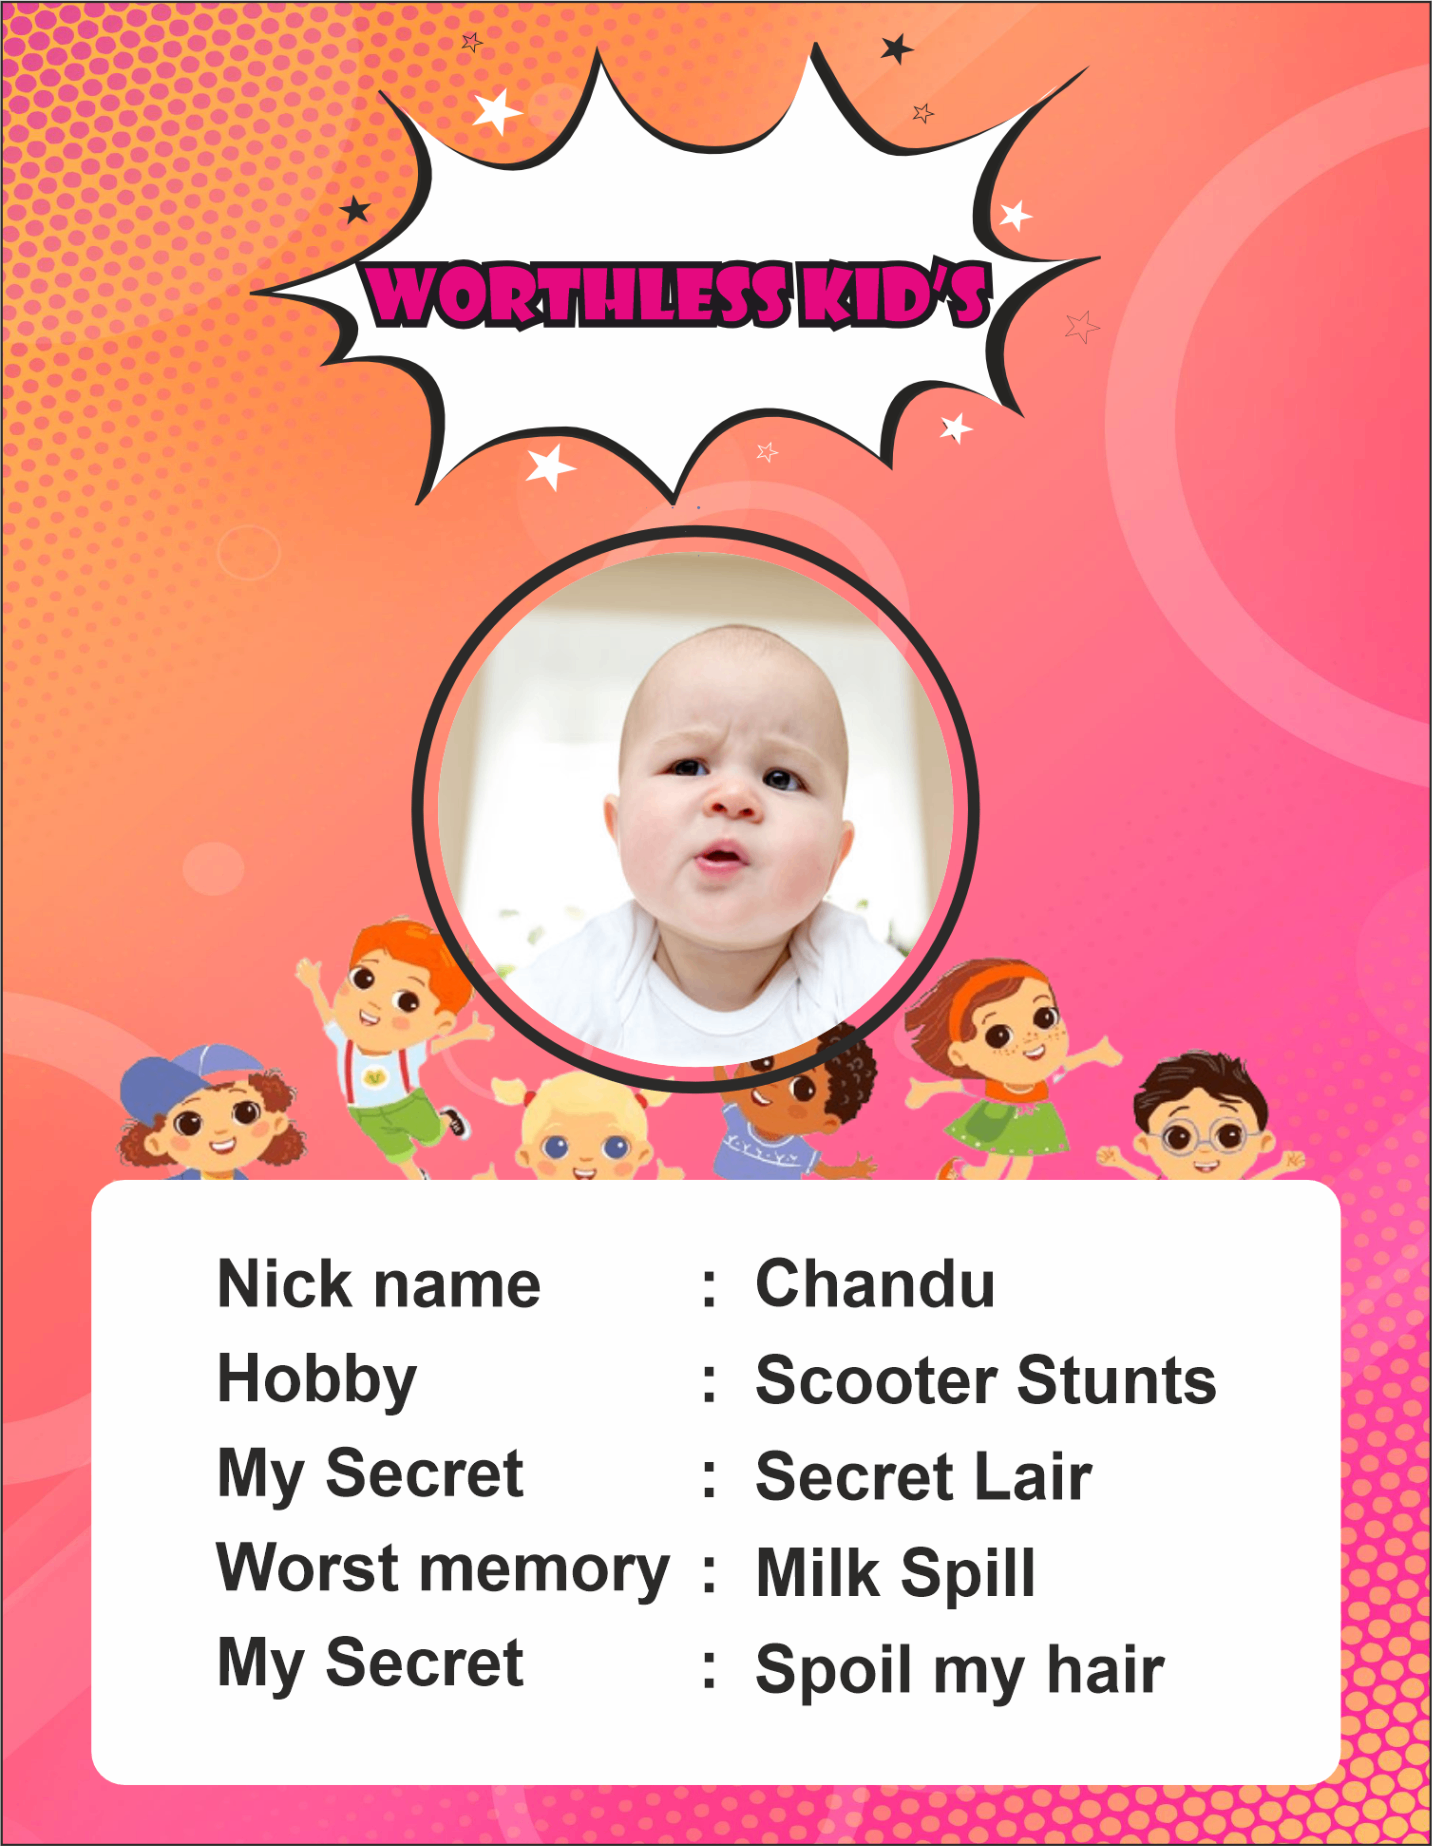 WORTHLESS KID'S
Nick name : Chandu
Hobby : Scooter Stunts
My Secret : Secret Lair
Worst memory : Milk Spill
My Secret : Spoil my hair